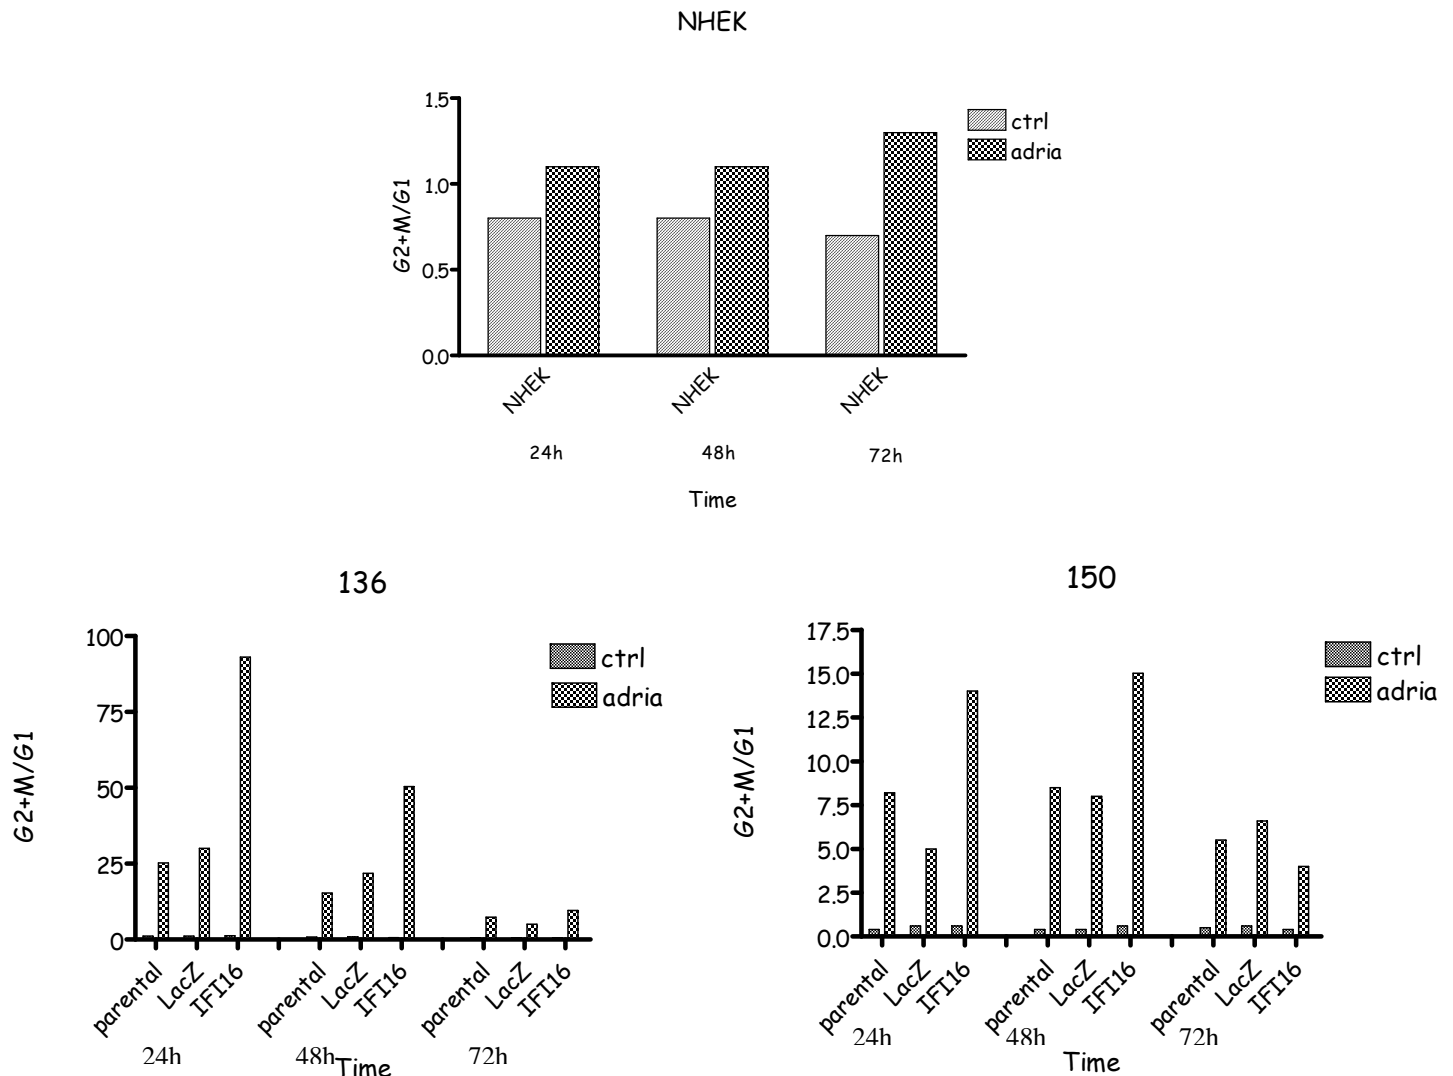 NHEK
1.5
1.0
0.5
0.0
G2+M/G1
ctrl
adria
NHEK NHEK NHEK
24h 48h 72h
Time
136
100
75
50
25
0
G2+M/G1
ctrl
adria
parental LacZ IFI16 parental LacZ IFI16 parental LacZ IFI16
24h 48h 72h
Time
150
17.5
15.0
12.5
10.0
7.5
5.0
2.5
0.0
G2+M/G1
ctrl
adria
parental LacZ IFI16 parental LacZ IFI16 parental LacZ IFI16
24h 48h 72h
Time